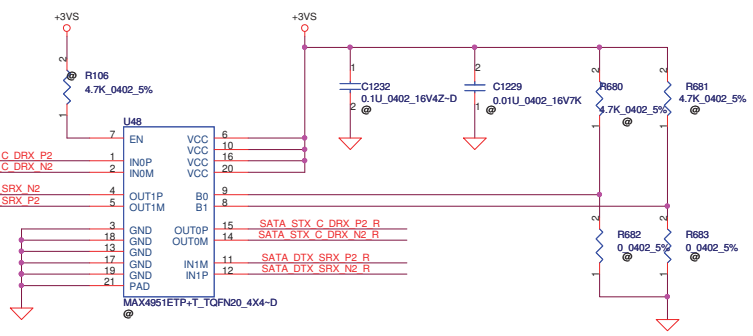 +3VS
+3VS
2
@
R106
4.7K_0402_5%
1
1
C1232
0.1U_0402_16V4Z~D
2
@
2
C1229
0.01U_0402_16V7K
1
@
2
R680
4.7K_0402_5%
@
1
2
R681
4.7K_0402_5%
@
1
U48
7 EN
VCC 6
VCC 10
VCC 16
VCC 20
C_DRX_P2 1 IN0P
C_DRX_N2 2 IN0M
SRX_N2 4 OUT1P
SRX_P2 5 OUT1M
B0 9
B1 8
3 GND
18 GND
13 GND
17 GND
19 GND
21 PAD
OUT0P 15 SATA_STX_C_DRX_P2_R
OUT0M 14 SATA_STX_C_DRX_N2_R
IN1M 11 SATA_DTX_SRX_P2_R
IN1P 12 SATA_DTX_SRX_N2_R
2
R682
0_0402_5%
@
1
2
R683
0_0402_5%
@
1
MAX4951ETP+T_TQFN20_4X4~D
@